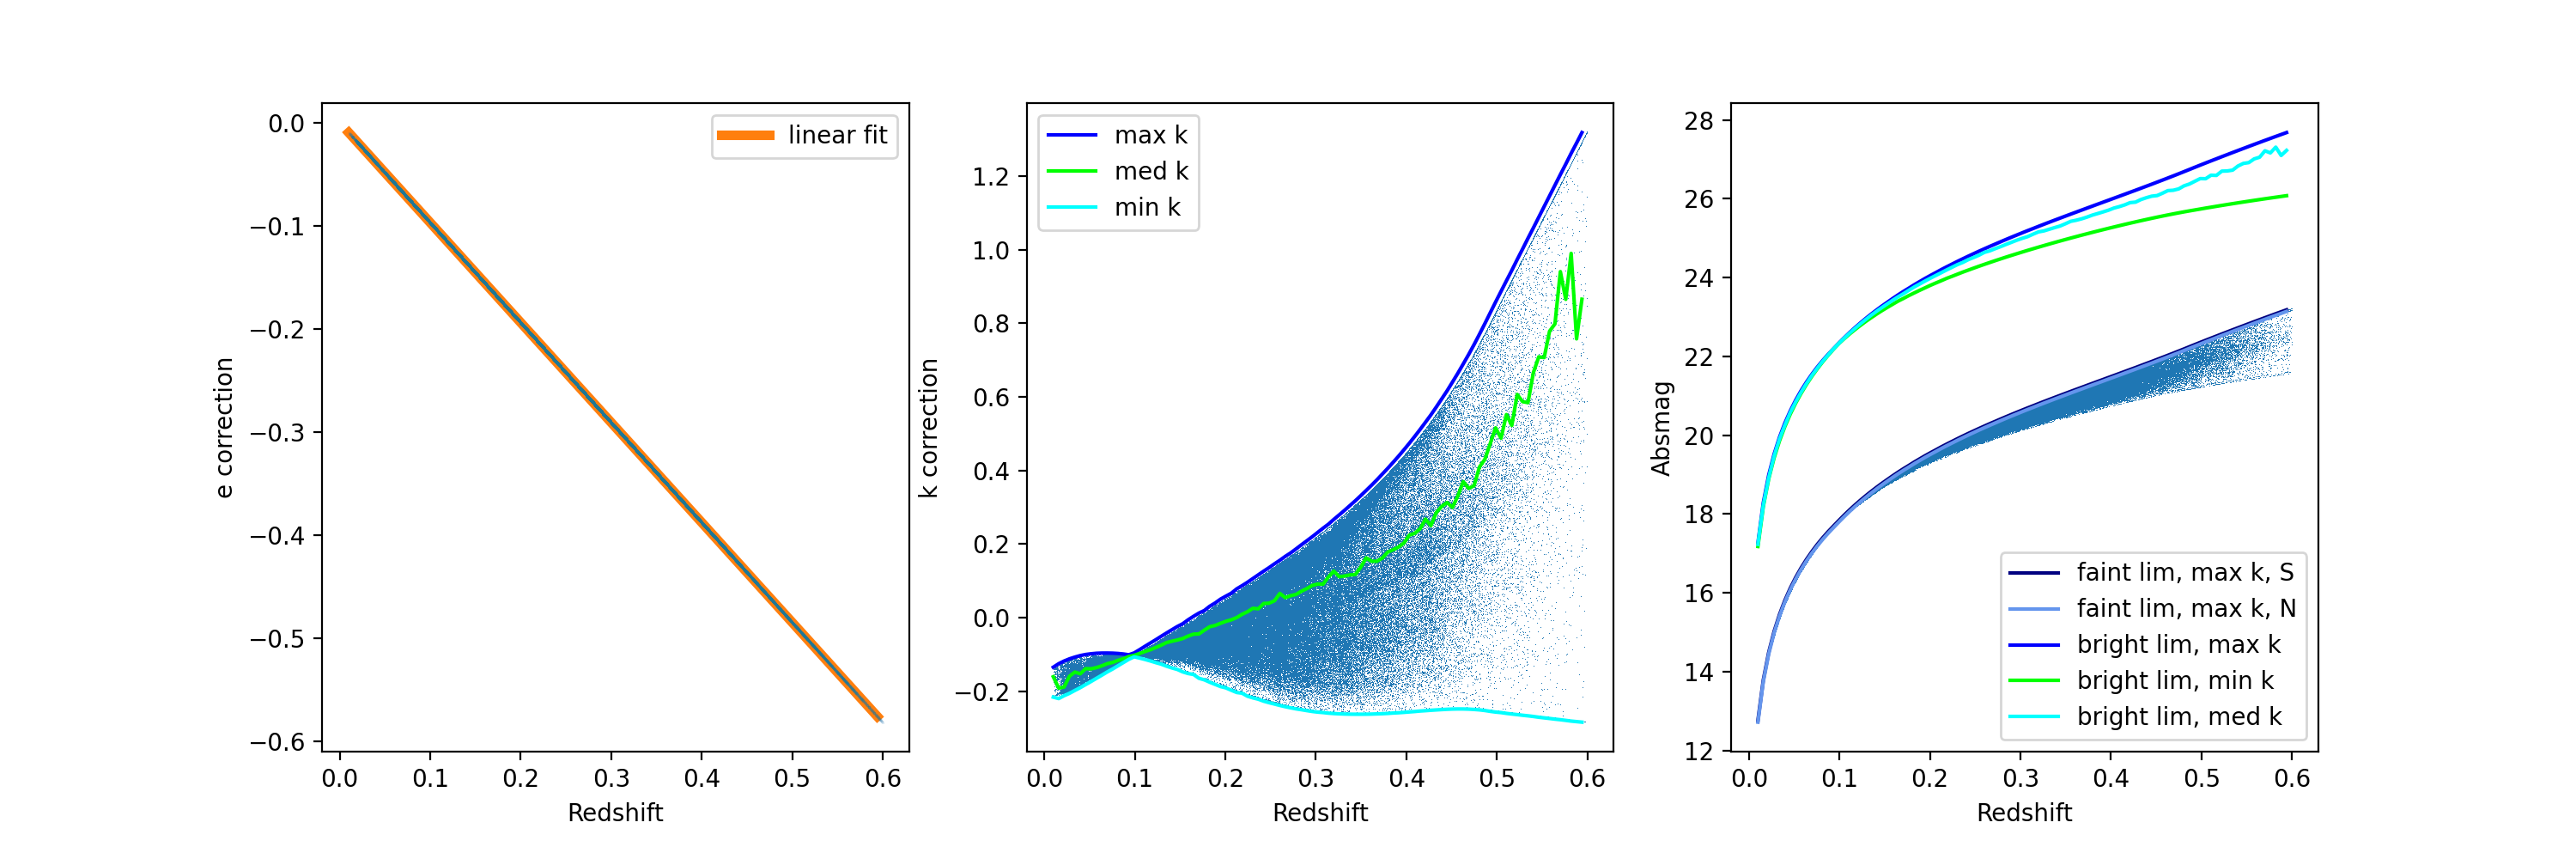 linear fit
0.0
−0.1
−0.2
−0.3
−0.4
−0.5
−0.6
e correction
0.0 0.1 0.2 0.3 0.4 0.5 0.6
Redshift
max k
med k
min k
1.2
1.0
0.8
0.6
0.4
0.2
0.0
−0.2
k correction
0.0 0.1 0.2 0.3 0.4 0.5 0.6
Redshift
28
26
24
22
20
18
16
14
12
Absmag
faint lim, max k, S
faint lim, max k, N
bright lim, max k
bright lim, min k
bright lim, med k
0.0 0.1 0.2 0.3 0.4 0.5 0.6
Redshift